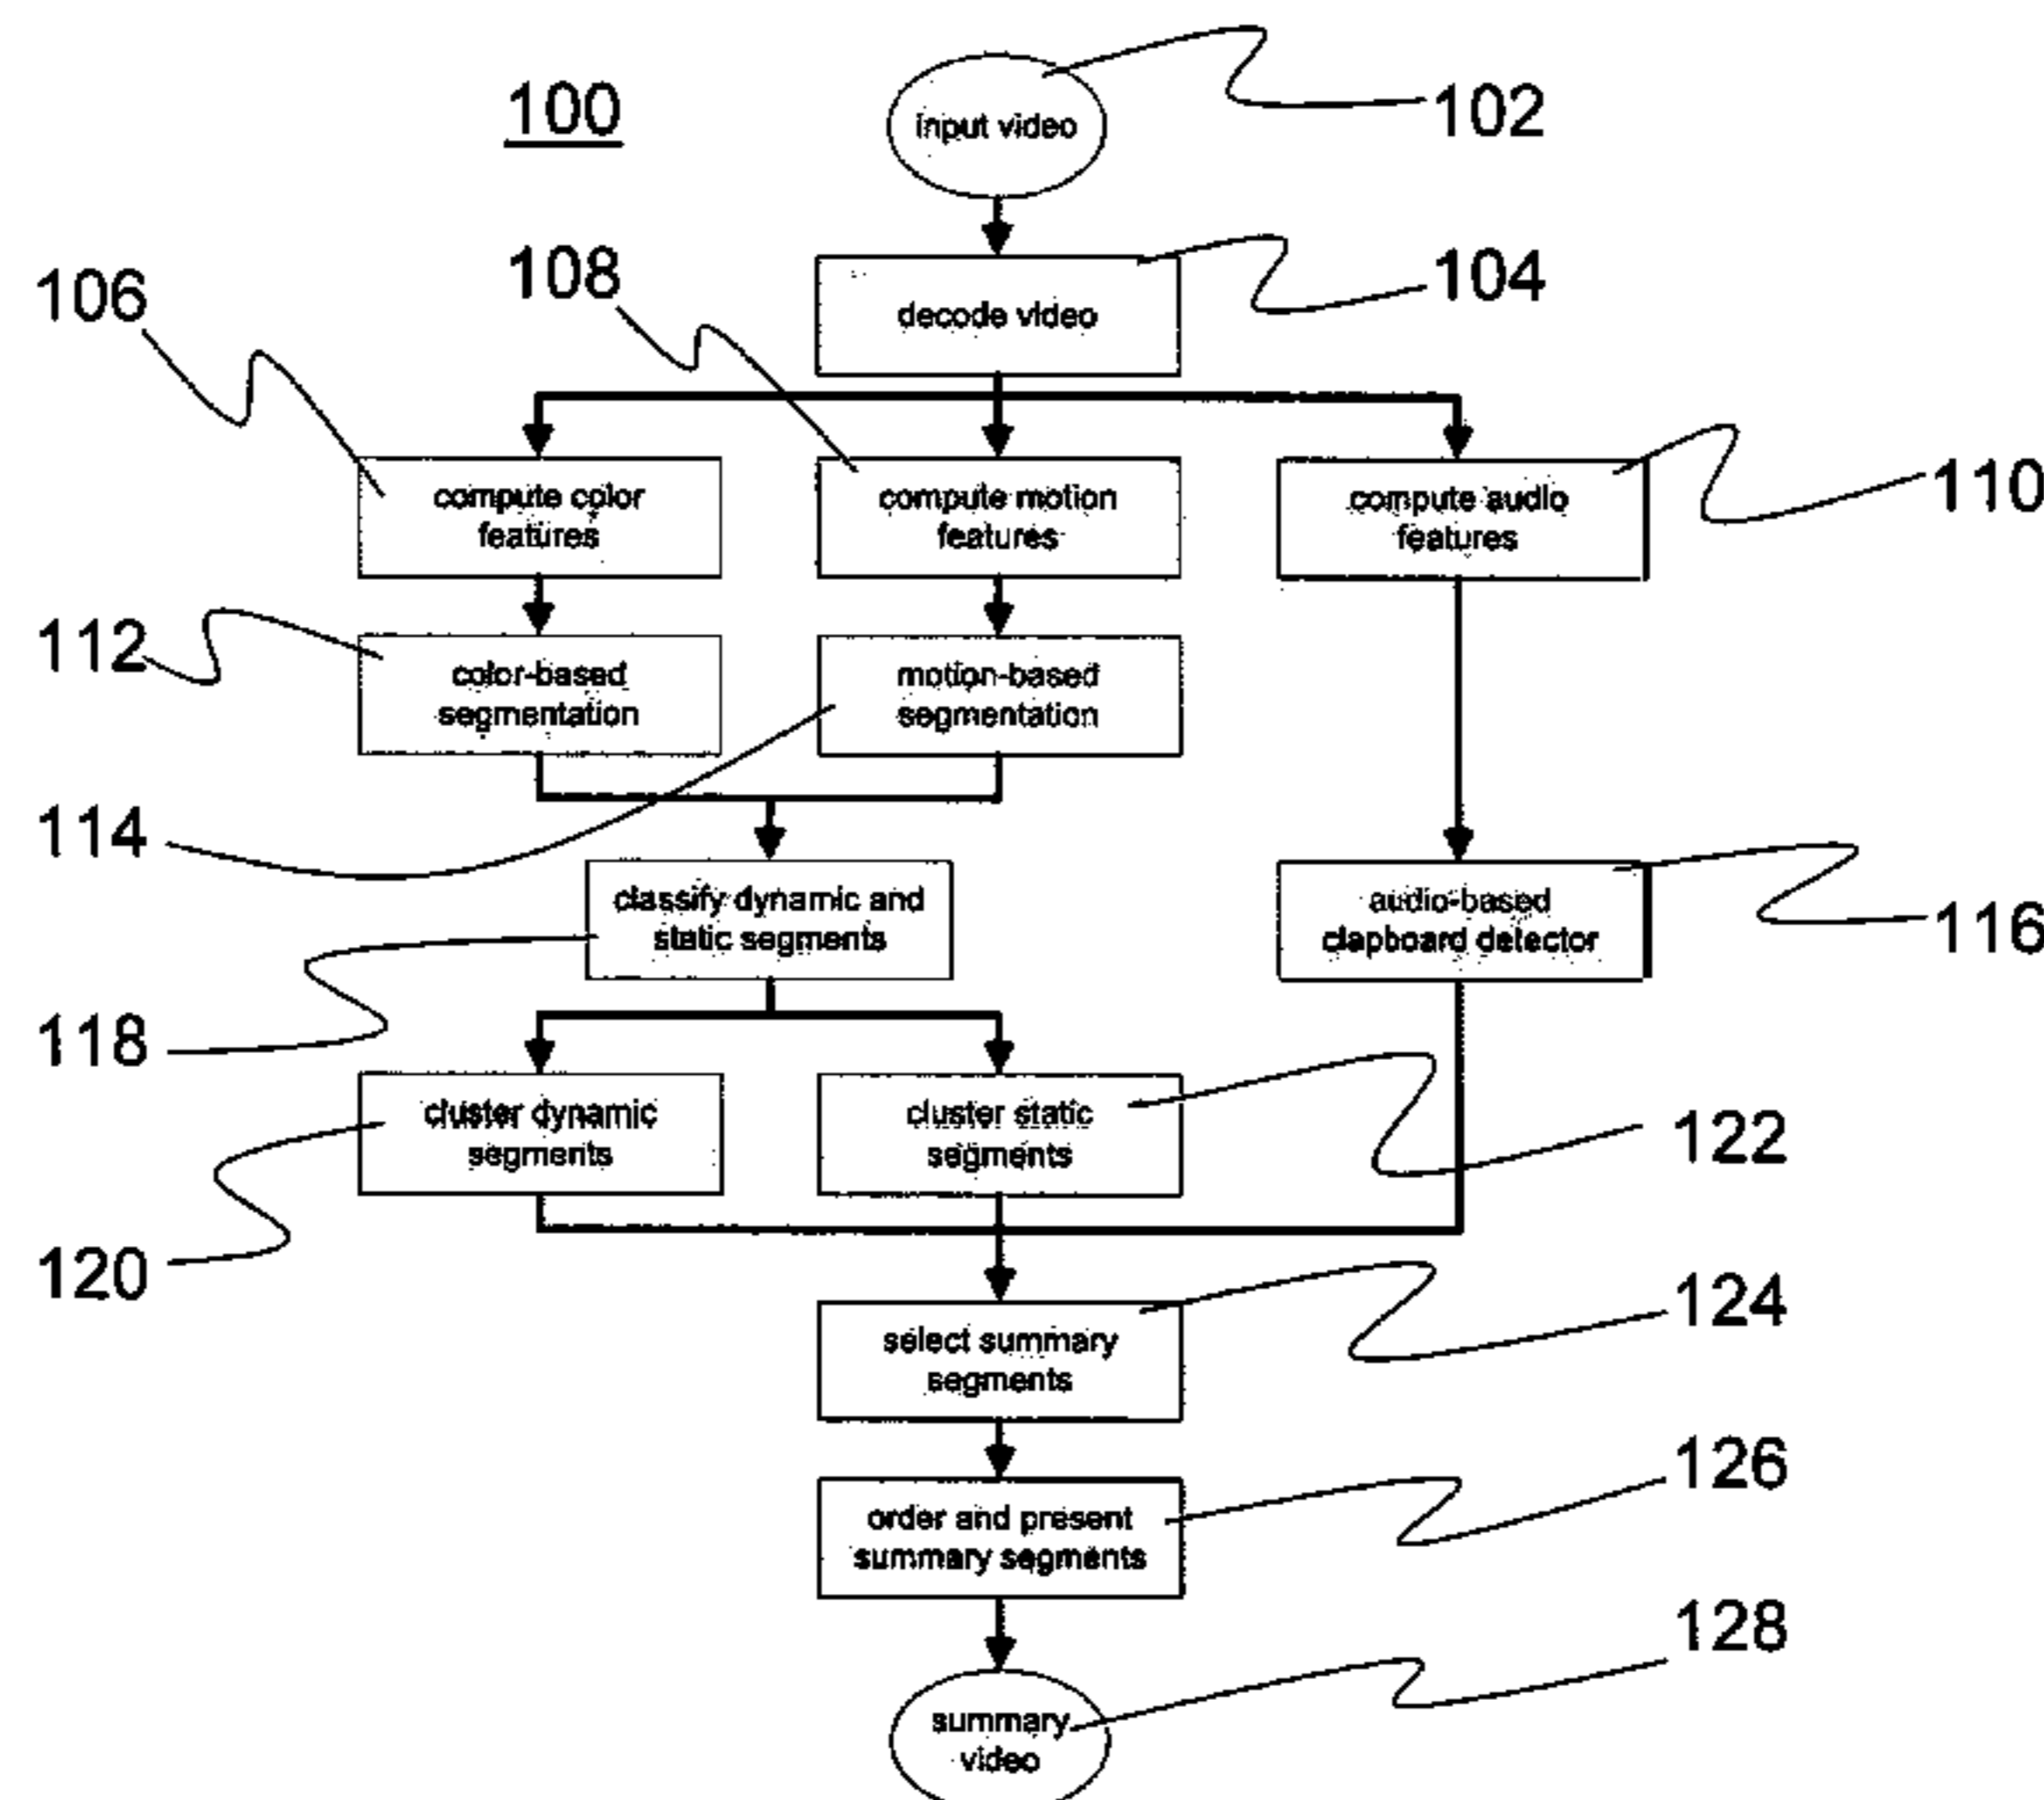 100
input video
102
decode video
104
106
108
compute color
features
compute motion
features
compute audio
features
110
112
color-based
segmentation
motion-based
segmentation
114
classify dynamic and
static segments
audio-based
clapboard detector
116
118
cluster dynamic
segments
cluster static
segments
122
120
select summary
segments
124
order and present
summary segments
126
summary
video
128